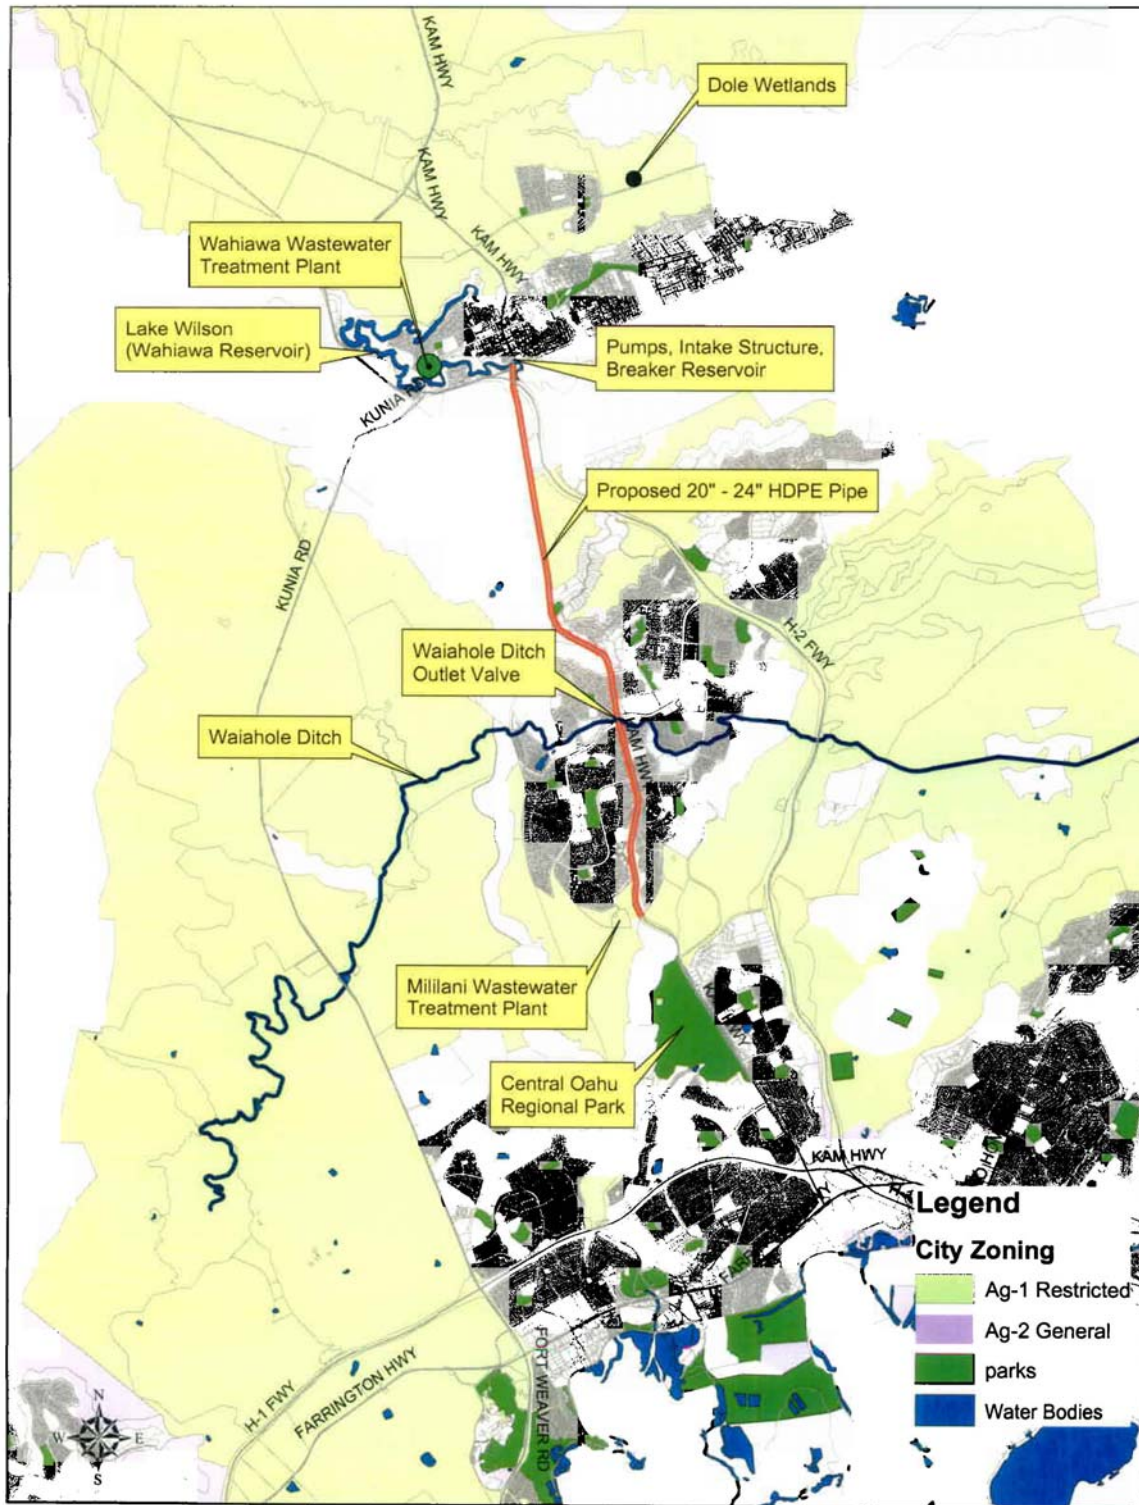 KAM HWY
Dole Wetlands
KAM HWY
KAM HWY
Wahiawa Wastewater
Treatment Plant
Lake Wilson
(Wahiawa Reservoir)
Pumps, Intake Structure,
Breaker Reservoir
KUNIA RD
Proposed 20" - 24" HDPE Pipe
KUNIA RD
H-2 FWY
Waiahole Ditch
Outlet Valve
Waiahole Ditch
KAM HWY
Mililani Wastewater
Treatment Plant
Central Oahu
Regional Park
KAM HWY
Legend
City Zoning
Ag-1 Restricted
Ag-2 General
parks
Water Bodies
FORT WEAVER RD
H-1 FWY
FARRINGTON HWY
N
W
E
S